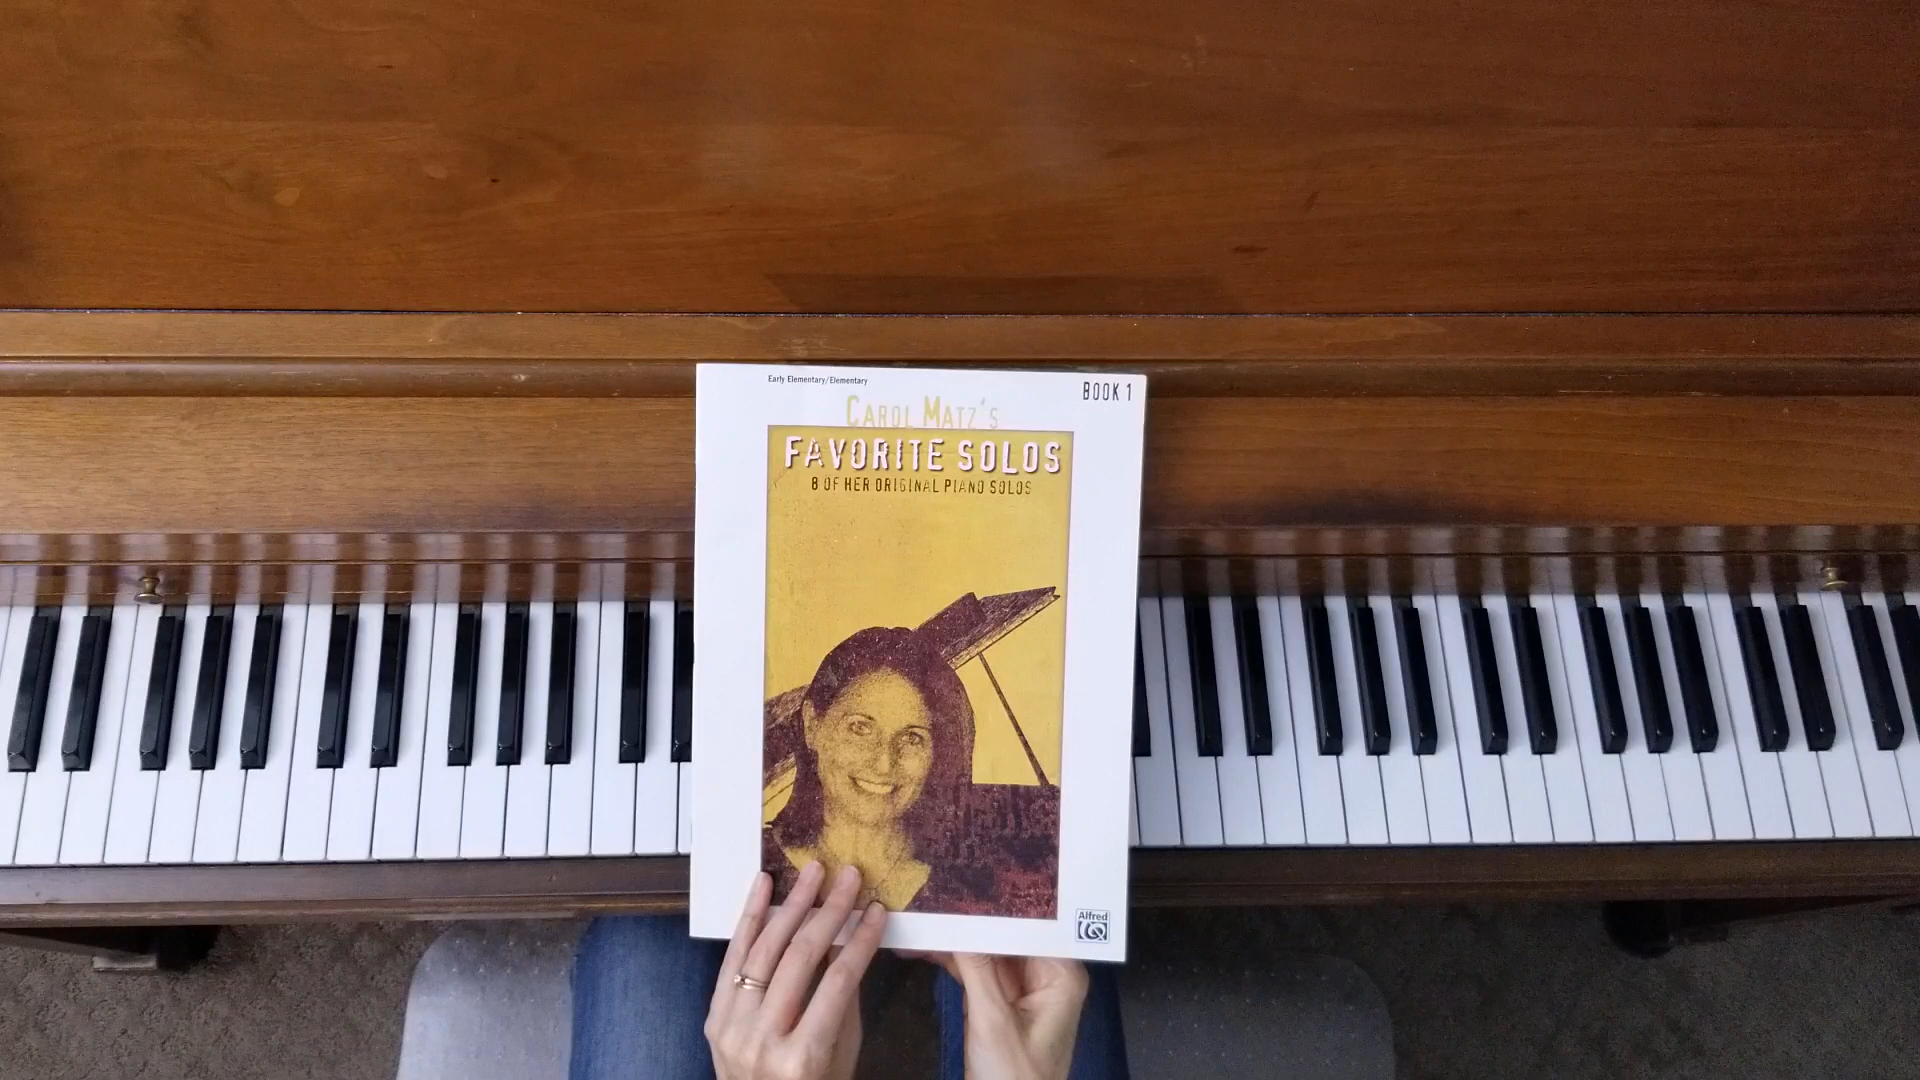 Early Elementary/Elementary
BOOK 1
CAROL MATZ'S
FAVORITE SOLOS
8 OF HER ORIGINAL PIANO SOLOS
Alfred